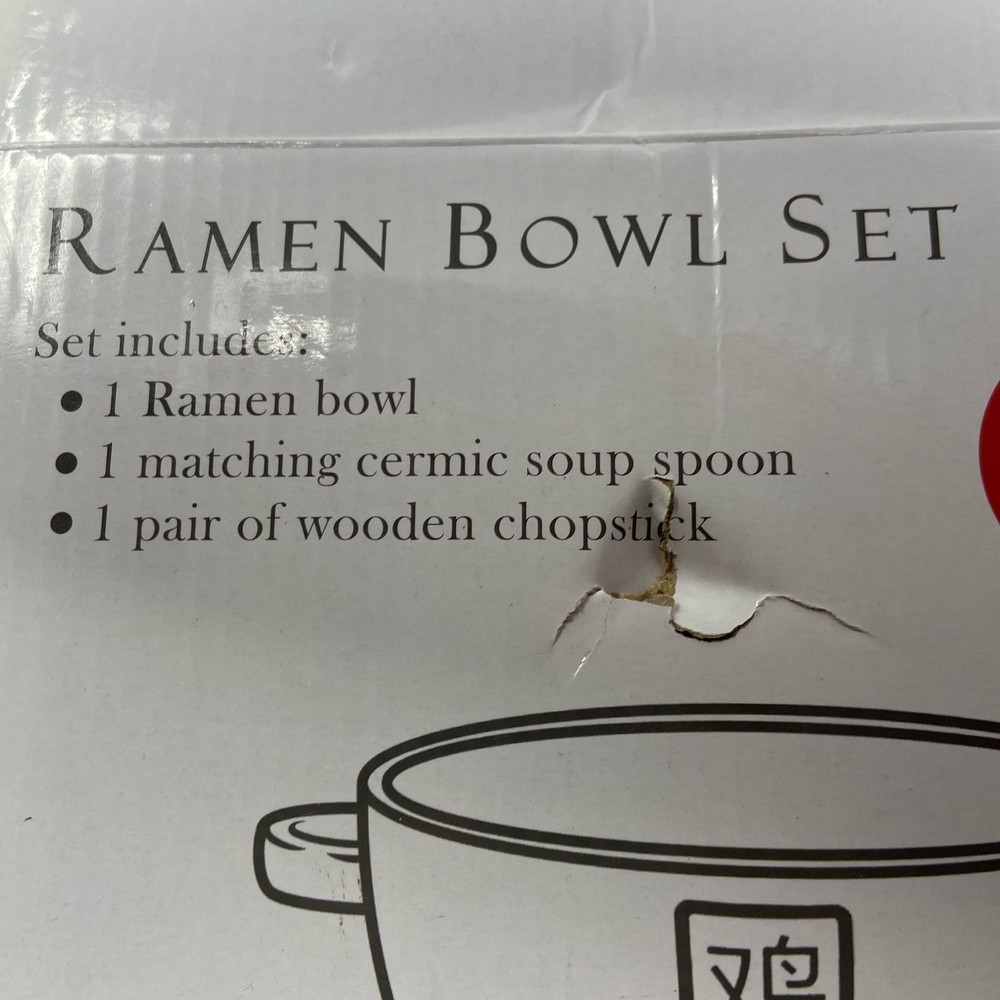 RAMEN BOWL SET
Set includes:
● 1 Ramen bowl
● 1 matching cermic soup spoon
● 1 pair of wooden chopstick
鸡